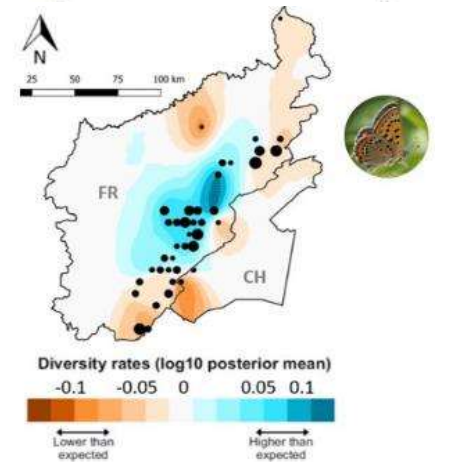 N
25 50 75 100 km
FR
CH
Diversity rates (log10 posterior mean)
-0.1 -0.05 0 0.05 0.1
Lower than Higher than
expected expected